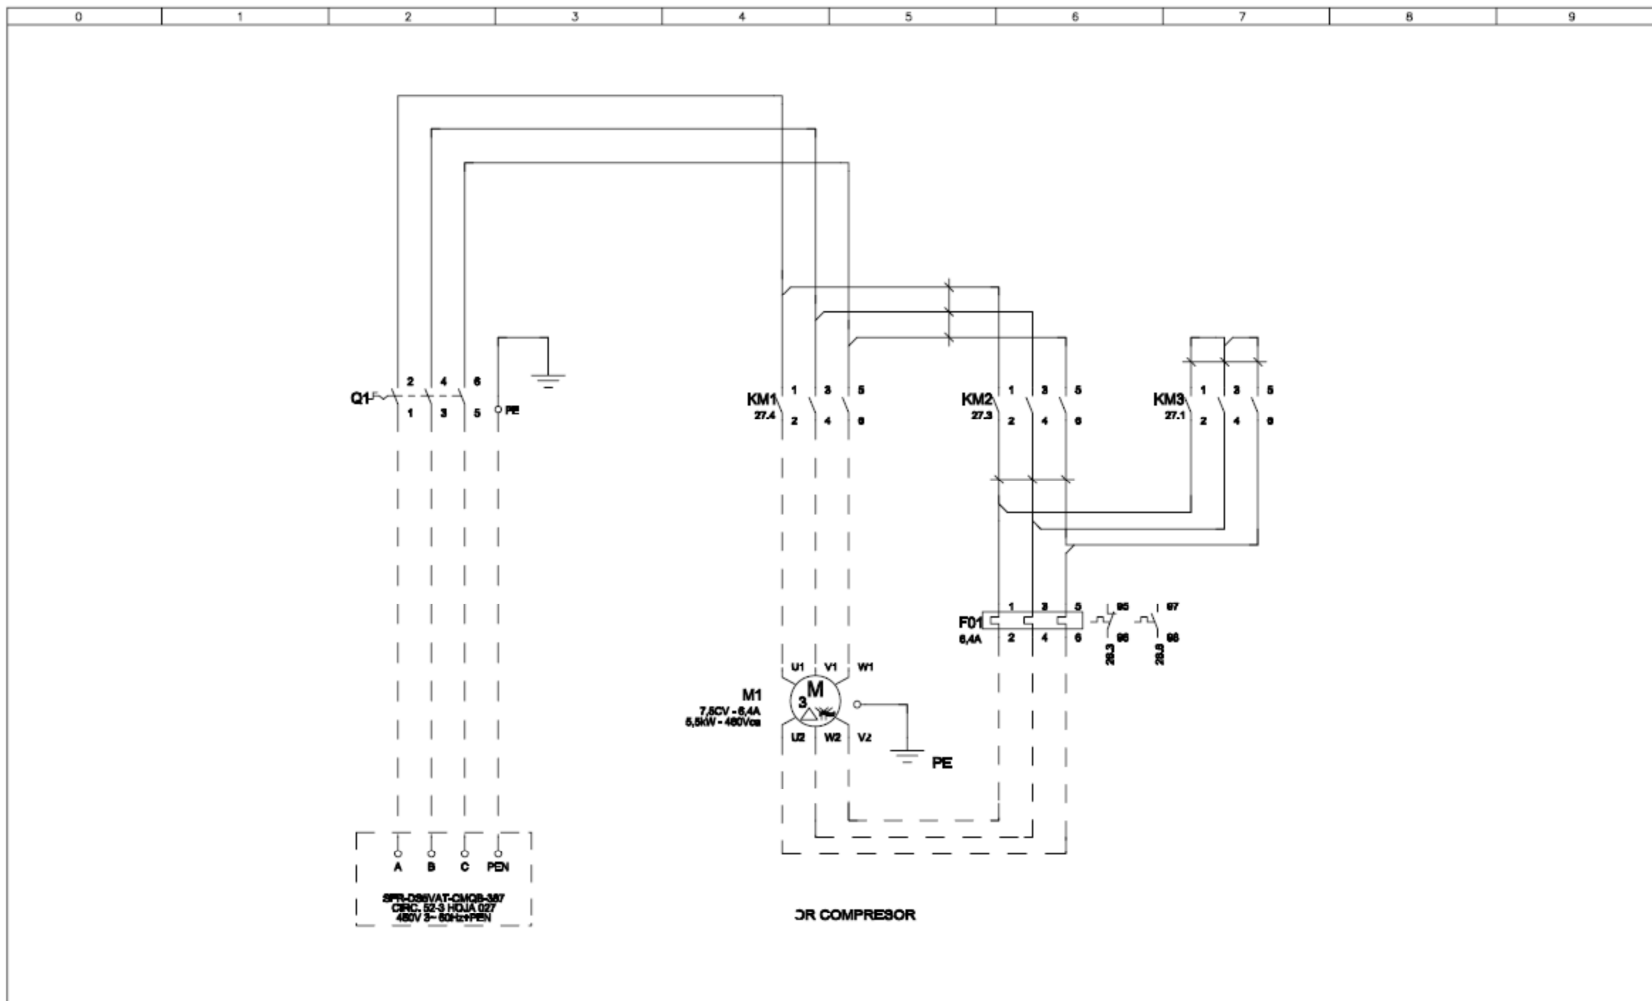 0 1 2 3 4 5 6 7 8 9
2 4 6
Q1
1 3 5 PE
KM1 1 3 5
27.4 2 4 6
KM2 1 3 5
27.3 2 4 6
KM3 1 3 5
27.1 2 4 6
1 3 5 95 97
F01
6,4A 2 4 6 96 98
26.3
U1 V1 W1
M1 M
3
7,5CV - 6,4A
5,5kW - 460Vca
U2 W2 V2
PE
A B C PEN
CIRC. 52-3 HOJA 027
460V 3~ 60Hz+PEN
OR COMPRESOR